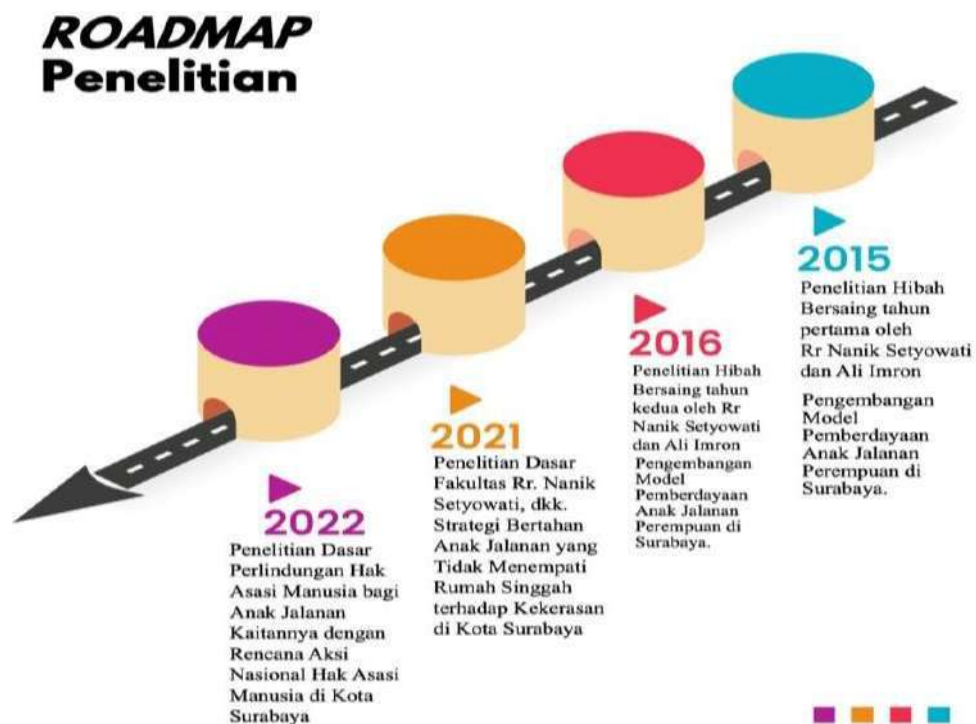 ROADMAP
Penelitian
2022
Penelitian Dasar
Perlindungan Hak
Asasi Manusia bagi
Anak Jalanan
Kaitannya dengan
Rencana Aksi
Nasional Hak Asasi
Manusia di Kota
Surabaya
2021
Penelitian Dasar
Fakultas Rr. Nanik
Setyowati, dkk.
Strategi Bertahan
Anak Jalanan yang
Tidak Menempati
Rumah Singgah
terhadap Kekerasan
di Kota Surabaya
2016
Penelitian Hibah
Bersaing tahun
kedua oleh Rr
Nanik Setyowati
dan Ali Imron
Pengembangan
Model
Pemberdayaan
Anak Jalanan
Perempuan di
Surabaya.
2015
Penelitian Hibah
Bersaing tahun
pertama oleh
Rr Nanik Setyowati
dan Ali Imron
Pengembangan
Model
Pemberdayaan
Anak Jalanan
Perempuan di
Surabaya.